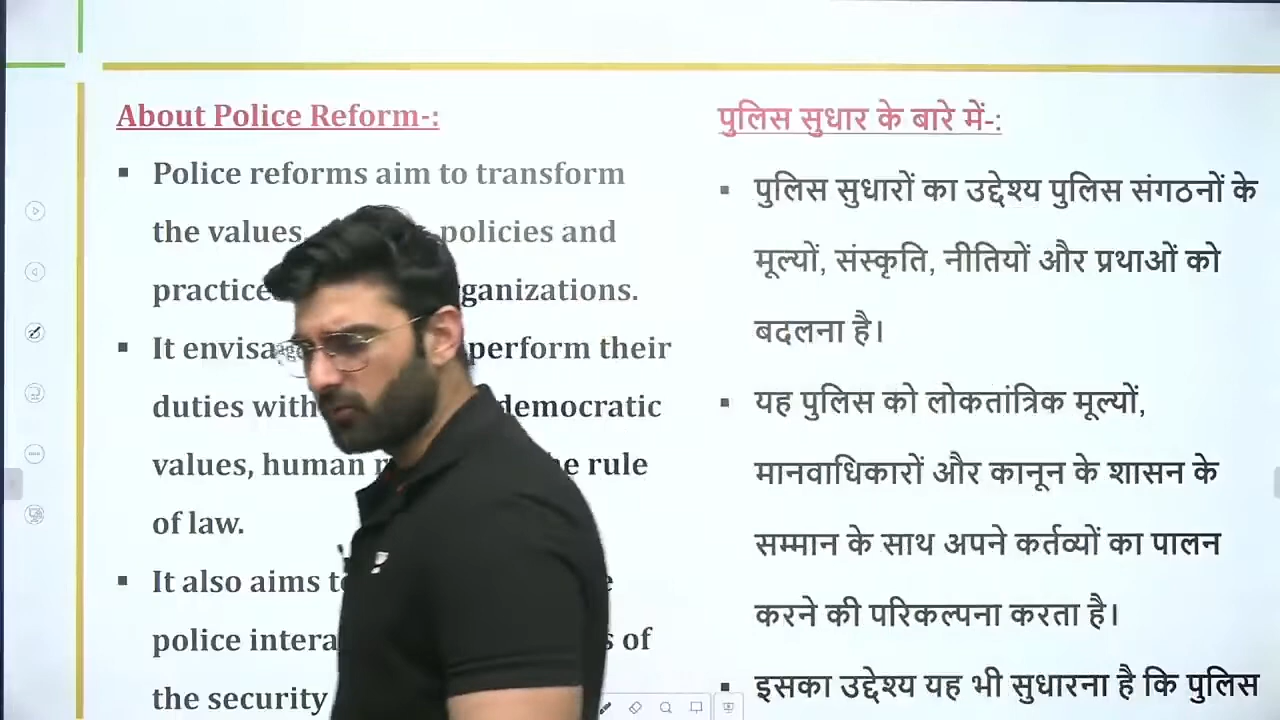 About Police Reform-:
▪ Police reforms aim to transform
the values, policies and
practice ganizations.
▪ It envisa perform their
duties with democratic
values, human rule
of law.
▪ It also aims
police intera of
the security
पुलिस सुधार के बारे में-:
▪ पुलिस सुधारों का उद्देश्य पुलिस संगठनों के
मूल्यों, संस्कृति, नीतियों और प्रथाओं को
बदलना है।
▪ यह पुलिस को लोकतांत्रिक मूल्यों,
मानवाधिकारों और कानून के शासन के
सम्मान के साथ अपने कर्तव्यों का पालन
करने की परिकल्पना करता है।
▪ इसका उद्देश्य यह भी सुधारना है कि पुलिस